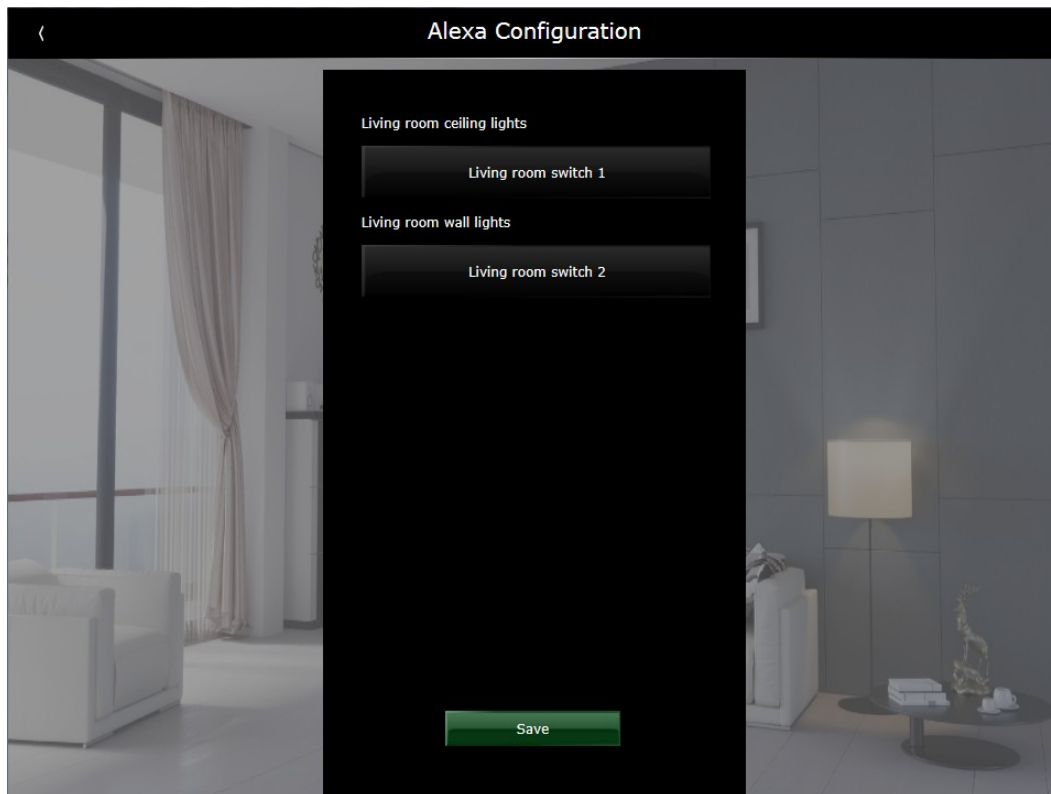 Alexa Configuration
Living room ceiling lights
Living room switch 1
Living room wall lights
Living room switch 2
Save